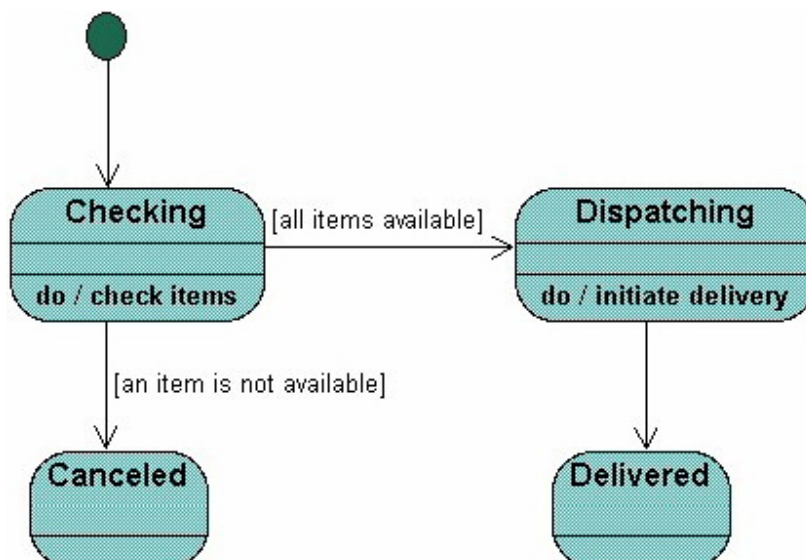 Checking
[all items available]
Dispatching
do / check items
do / initiate delivery
[an item is not available]
Canceled
Delivered